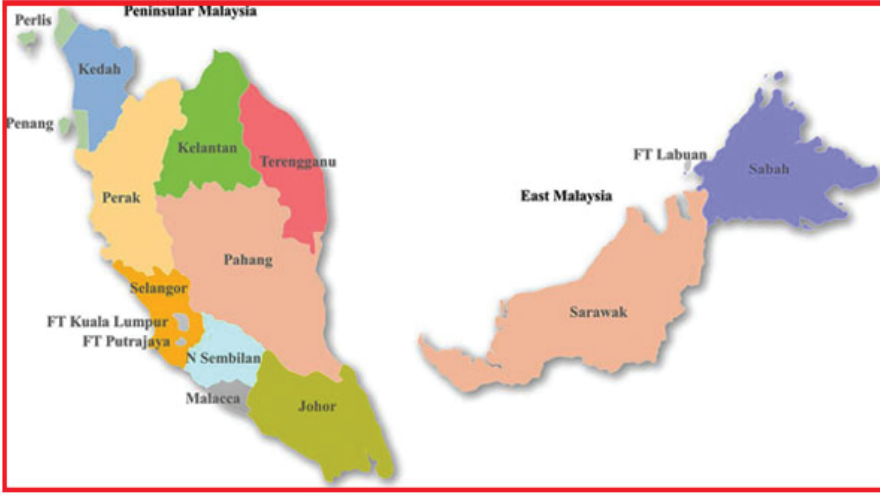 Peninsular Malaysia
Perlis
Kedah
Penang
Kelantan
Terengganu
Perak
Pahang
Selangor
FT Kuala Lumpur
FT Putrajaya
N Sembilan
Malacca
Johor
FT Labuan
Sabah
East Malaysia
Sarawak